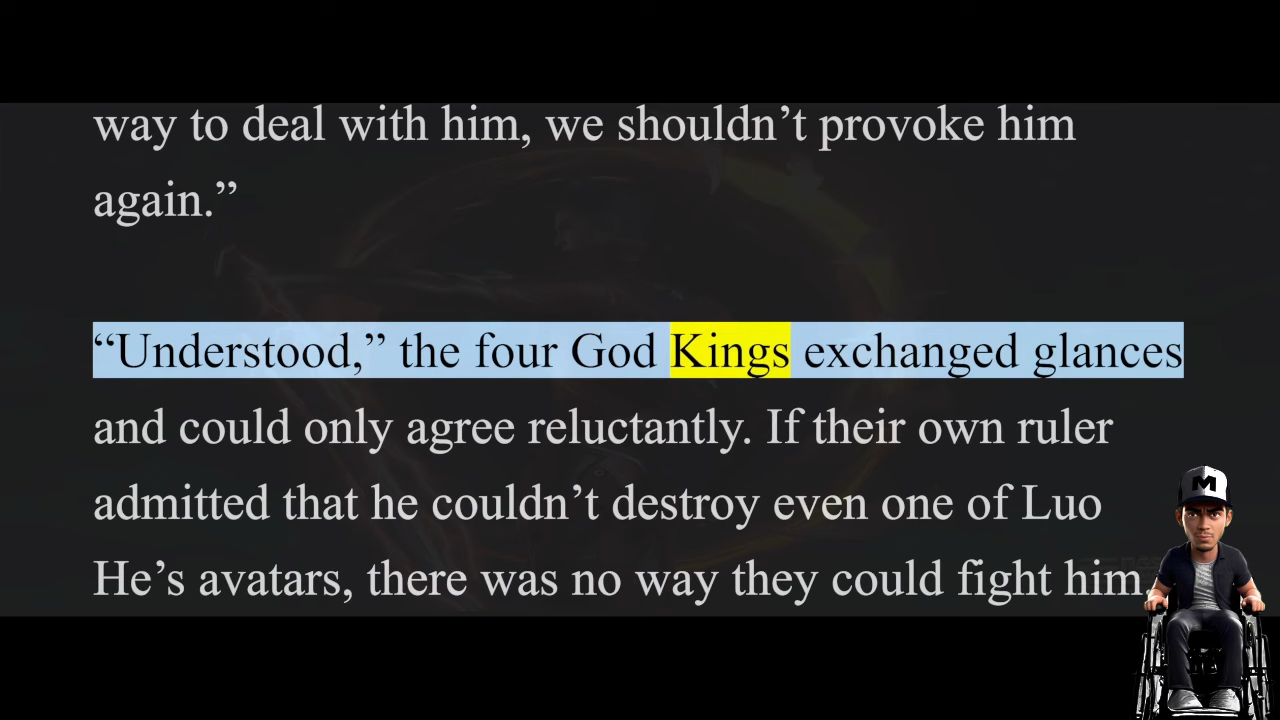 way to deal with him, we shouldn’t provoke him
again.”
“Understood,” the four God Kings exchanged glances
and could only agree reluctantly. If their own ruler
admitted that he couldn’t destroy even one of Luo
He’s avatars, there was no way they could fight him.
M